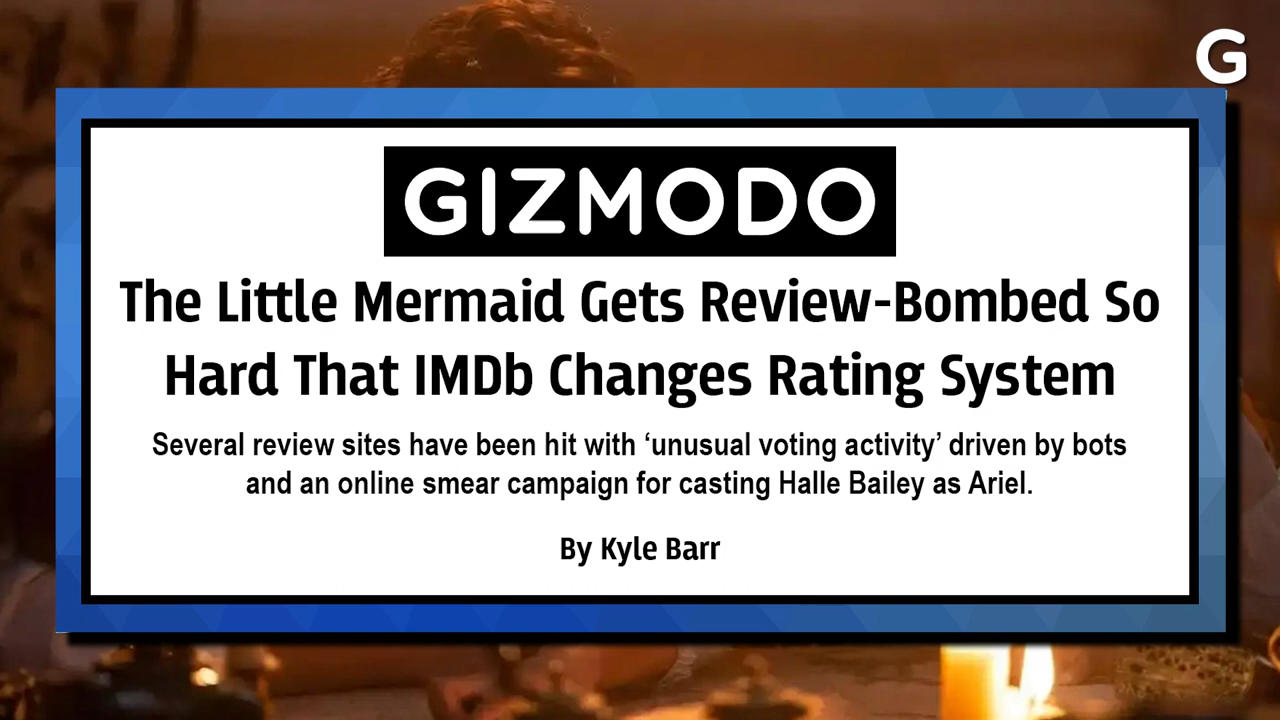 G
GIZMODO
The Little Mermaid Gets Review-Bombed So
Hard That IMDb Changes Rating System
Several review sites have been hit with ‘unusual voting activity’ driven by bots
and an online smear campaign for casting Halle Bailey as Ariel.
By Kyle Barr